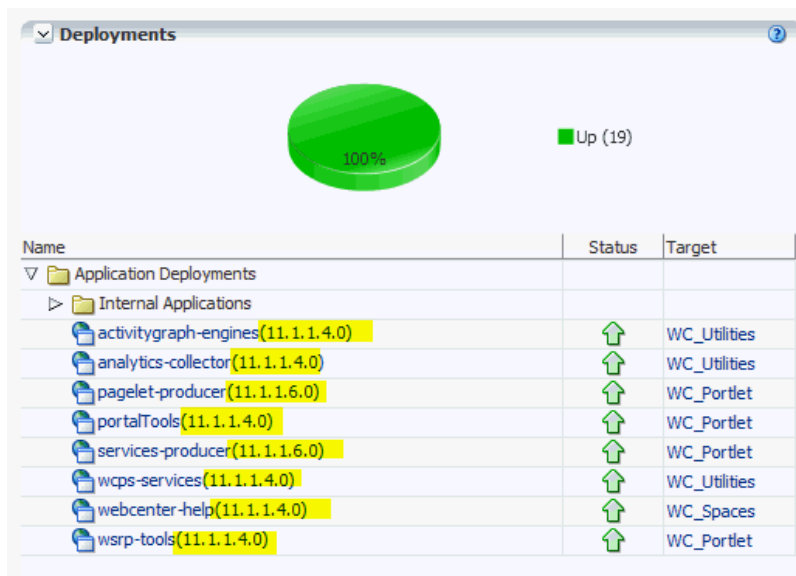 Deployments
100%
Up (19)
Name Status Target
Application Deployments
Internal Applications
activitygraph-engines(11.1.1.4.0) WC_Utilities
analytics-collector(11.1.1.4.0) WC_Utilities
pagelet-producer(11.1.1.6.0) WC_Portlet
portalTools(11.1.1.4.0) WC_Portlet
services-producer(11.1.1.6.0) WC_Portlet
wcps-services(11.1.1.4.0) WC_Utilities
webcenter-help(11.1.1.4.0) WC_Spaces
wsrp-tools(11.1.1.4.0) WC_Portlet